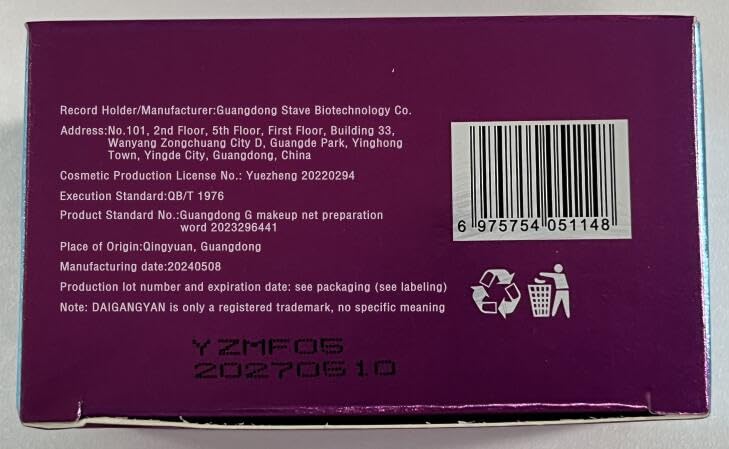 Record Holder/Manufacturer:Guangdong Stave Biotechnology Co.
Address:No.101, 2nd Floor, 5th Floor, First Floor, Building 33,
Wanyang Zongchuang City D, Guangde Park, Yinghong
Town, Yingde City, Guangdong, China
Cosmetic Production License No.: Yuezheng 20220294
Execution Standard:QB/T 1976
Product Standard No.:Guangdong G makeup net preparation
word 2023296441
Place of Origin:Qingyuan, Guangdong
Manufacturing date:20240508
Production lot number and expiration date: see packaging (see labeling)
Note: DAIGANGYAN is only a registered trademark, no specific meaning
6 975754 051148
YZMF05
20270510